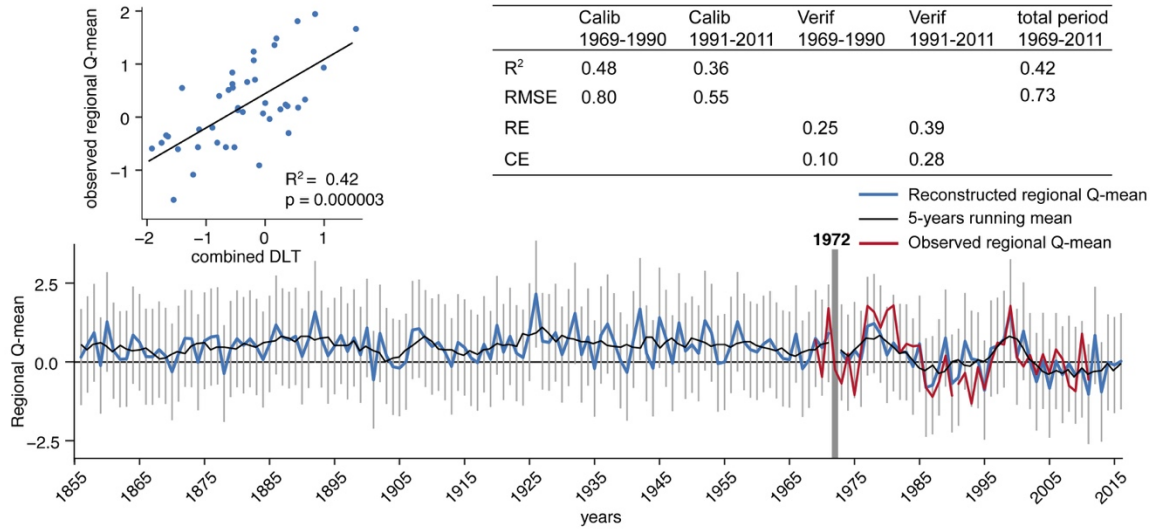 observed regional Q-mean
2
1
0
−1
R² = 0.42
p = 0.000003
−2 −1 0 1
combined DLT
Calib Calib Verif Verif total period
1969-1990 1991-2011 1969-1990 1991-2011 1969-2011
R² 0.48 0.36 0.42
RMSE 0.80 0.55 0.73
RE 0.25 0.39
CE 0.10 0.28
Reconstructed regional Q-mean
5-years running mean
Observed regional Q-mean
1972
Regional Q-mean
2.5
0.0
−2.5
1855 1865 1875 1885 1895 1905 1915 1925 1935 1945 1955 1965 1975 1985 1995 2005 2015
years